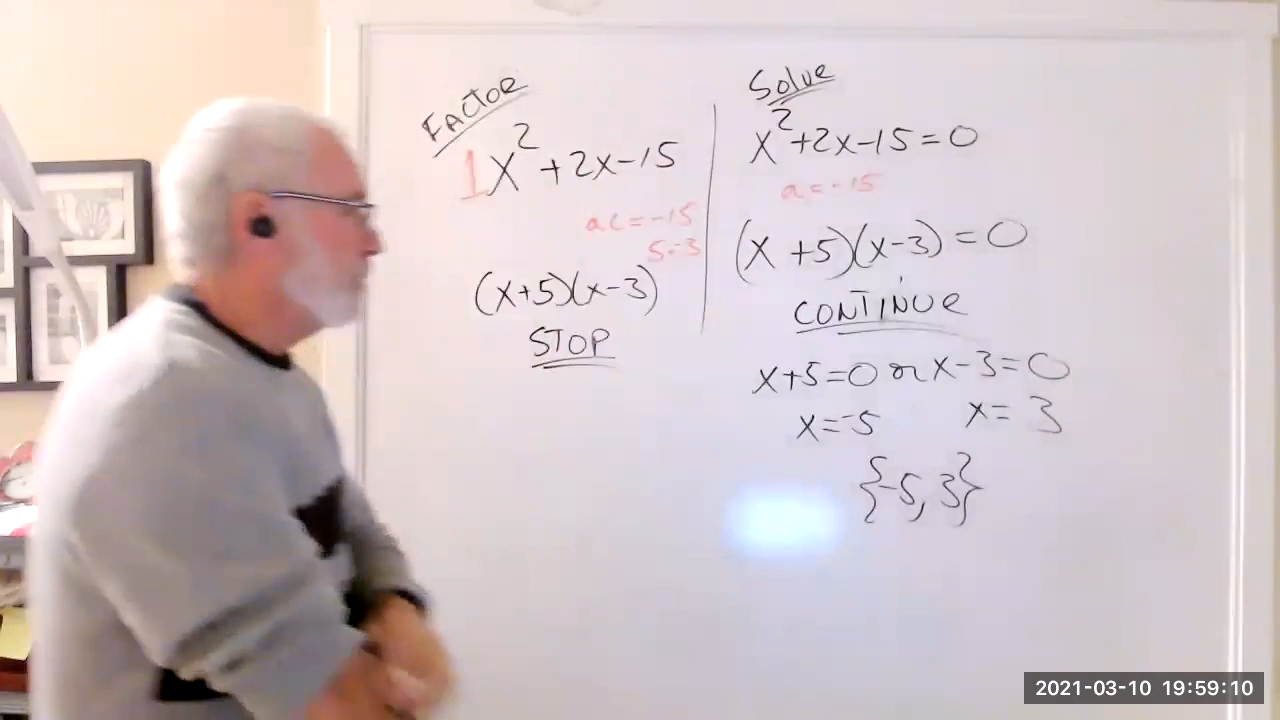 FACTOR
1x²+2x-15
ac=-15
5·-3
(x+5)(x-3)
STOP
Solve
x²+2x-15=0
a=-15
(x+5)(x-3)=0
CONTINUE
x+5=0 or x-3=0
x=-5 x=3
{-5, 3}
2021-03-10 19:59:10